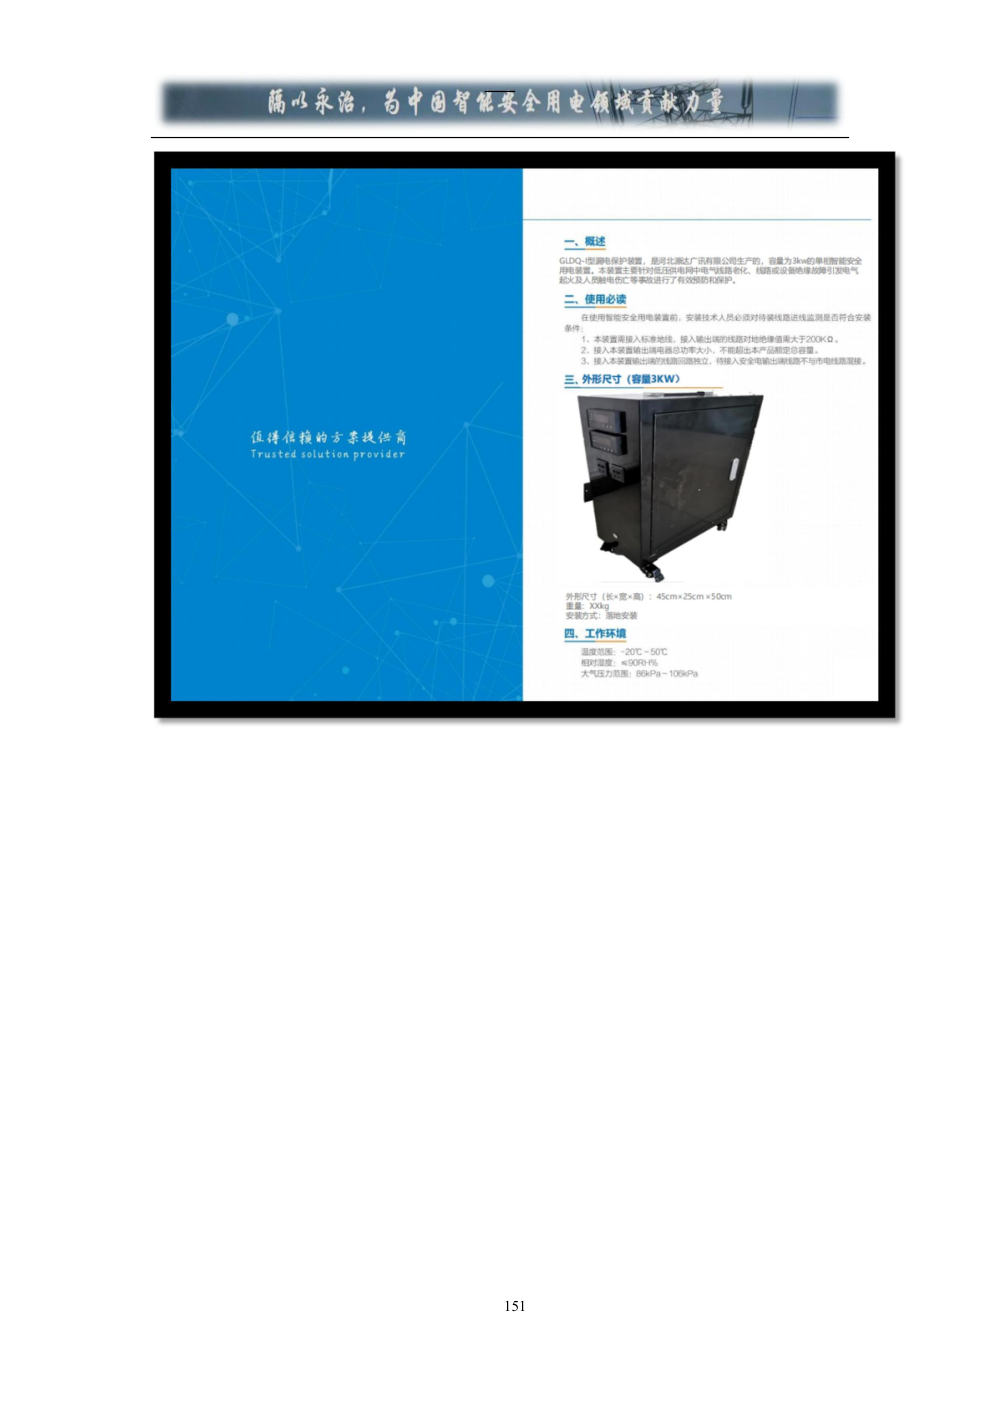 隔以永治，为中国智能安全用电领域贡献力量
值得信赖的方案提供商
Trusted solution provider
一、概述
GLDQ-I型漏电保护装置，是河北源达广讯有限公司生产的，容量为3kw的单相智能安全
用电装置。本装置主要针对低压供电网中电气线路老化、线路或设备绝缘故障引发电气
起火及人员触电伤亡等事故进行了有效预防和保护。
二、使用必读
在使用智能安全用电装置前，安装技术人员必须对待装线路进线监测是否符合安装
条件：
1、本装置需接入标准地线，接入输出端的线路对地绝缘值需大于200KΩ。
2、接入本装置输出端电器总功率大小，不能超出本产品额定总容量。
3、接入本装置输出端的线路回路独立，待接入安全电输出端线路不与市电线路混接。
三、外形尺寸（容量3KW）
外形尺寸（长×宽×高）：45cm×25cm×50cm
重量：XXkg
安装方式：落地安装
四、工作环境
温度范围：-20℃～50℃
相对湿度：≤90RH%
大气压力范围：86kPa～106kPa
151